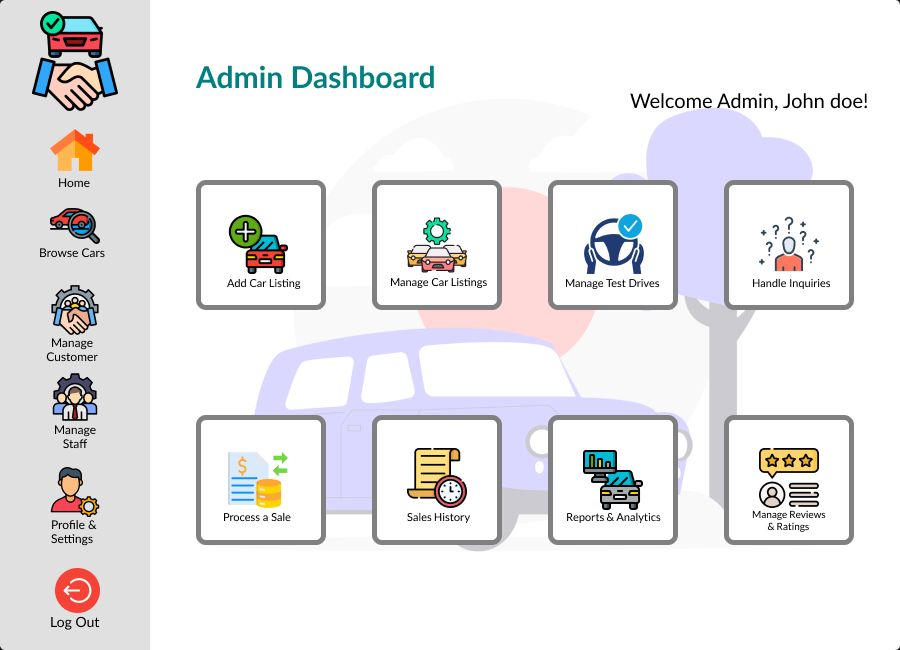 Admin Dashboard
Welcome Admin, John doe!
Home
Browse Cars
Manage
Customer
Manage
Staff
Profile &
Settings
Log Out
Add Car Listing
Manage Car Listings
Manage Test Drives
Handle Inquiries
Process a Sale
Sales History
Reports & Analytics
Manage Reviews
& Ratings